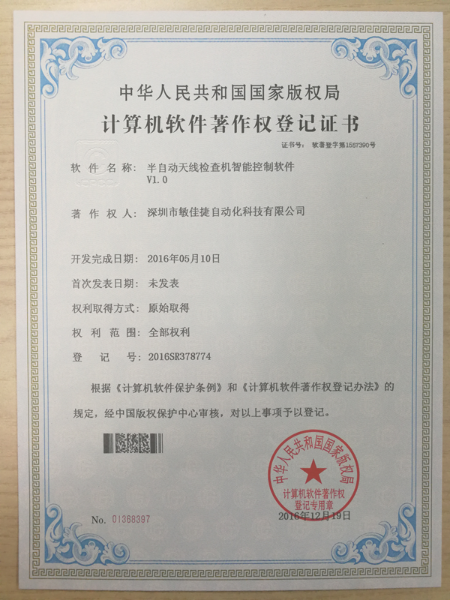 中华人民共和国国家版权局
计算机软件著作权登记证书
证书号: 软著登字第1557390号
软件名称: 半自动天线检查机智能控制软件
V1.0
著作权人: 深圳市敏佳捷自动化科技有限公司
开发完成日期: 2016年05月10日
首次发表日期: 未发表
权利取得方式: 原始取得
权利范围: 全部权利
登记号: 2016SR378774
根据《计算机软件保护条例》和《计算机软件著作权登记办法》的
规定,经中国版权保护中心审核,对以上事项予以登记。
中华人民共和国国家版权局
计算机软件著作权
登记专用章
2016年12月19日
No. 01388397